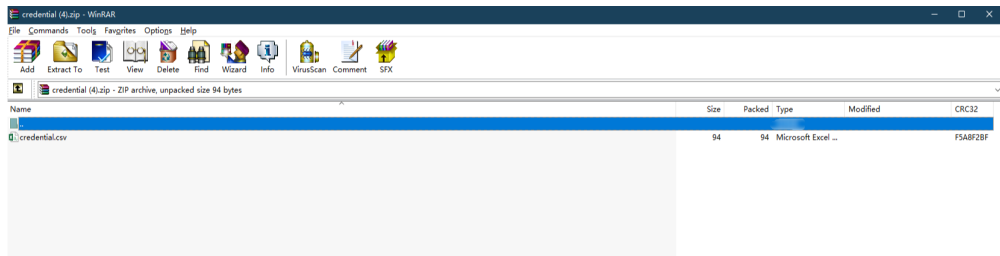 credential (4).zip - WinRAR
File Commands Tools Favorites Options Help
Add Extract To Test View Delete Find Wizard Info VirusScan Comment SFX
credential (4).zip - ZIP archive, unpacked size 94 bytes
Name Size Packed Type Modified CRC32
..
credential.csv 94 94 Microsoft Excel ... F5A8F2BF